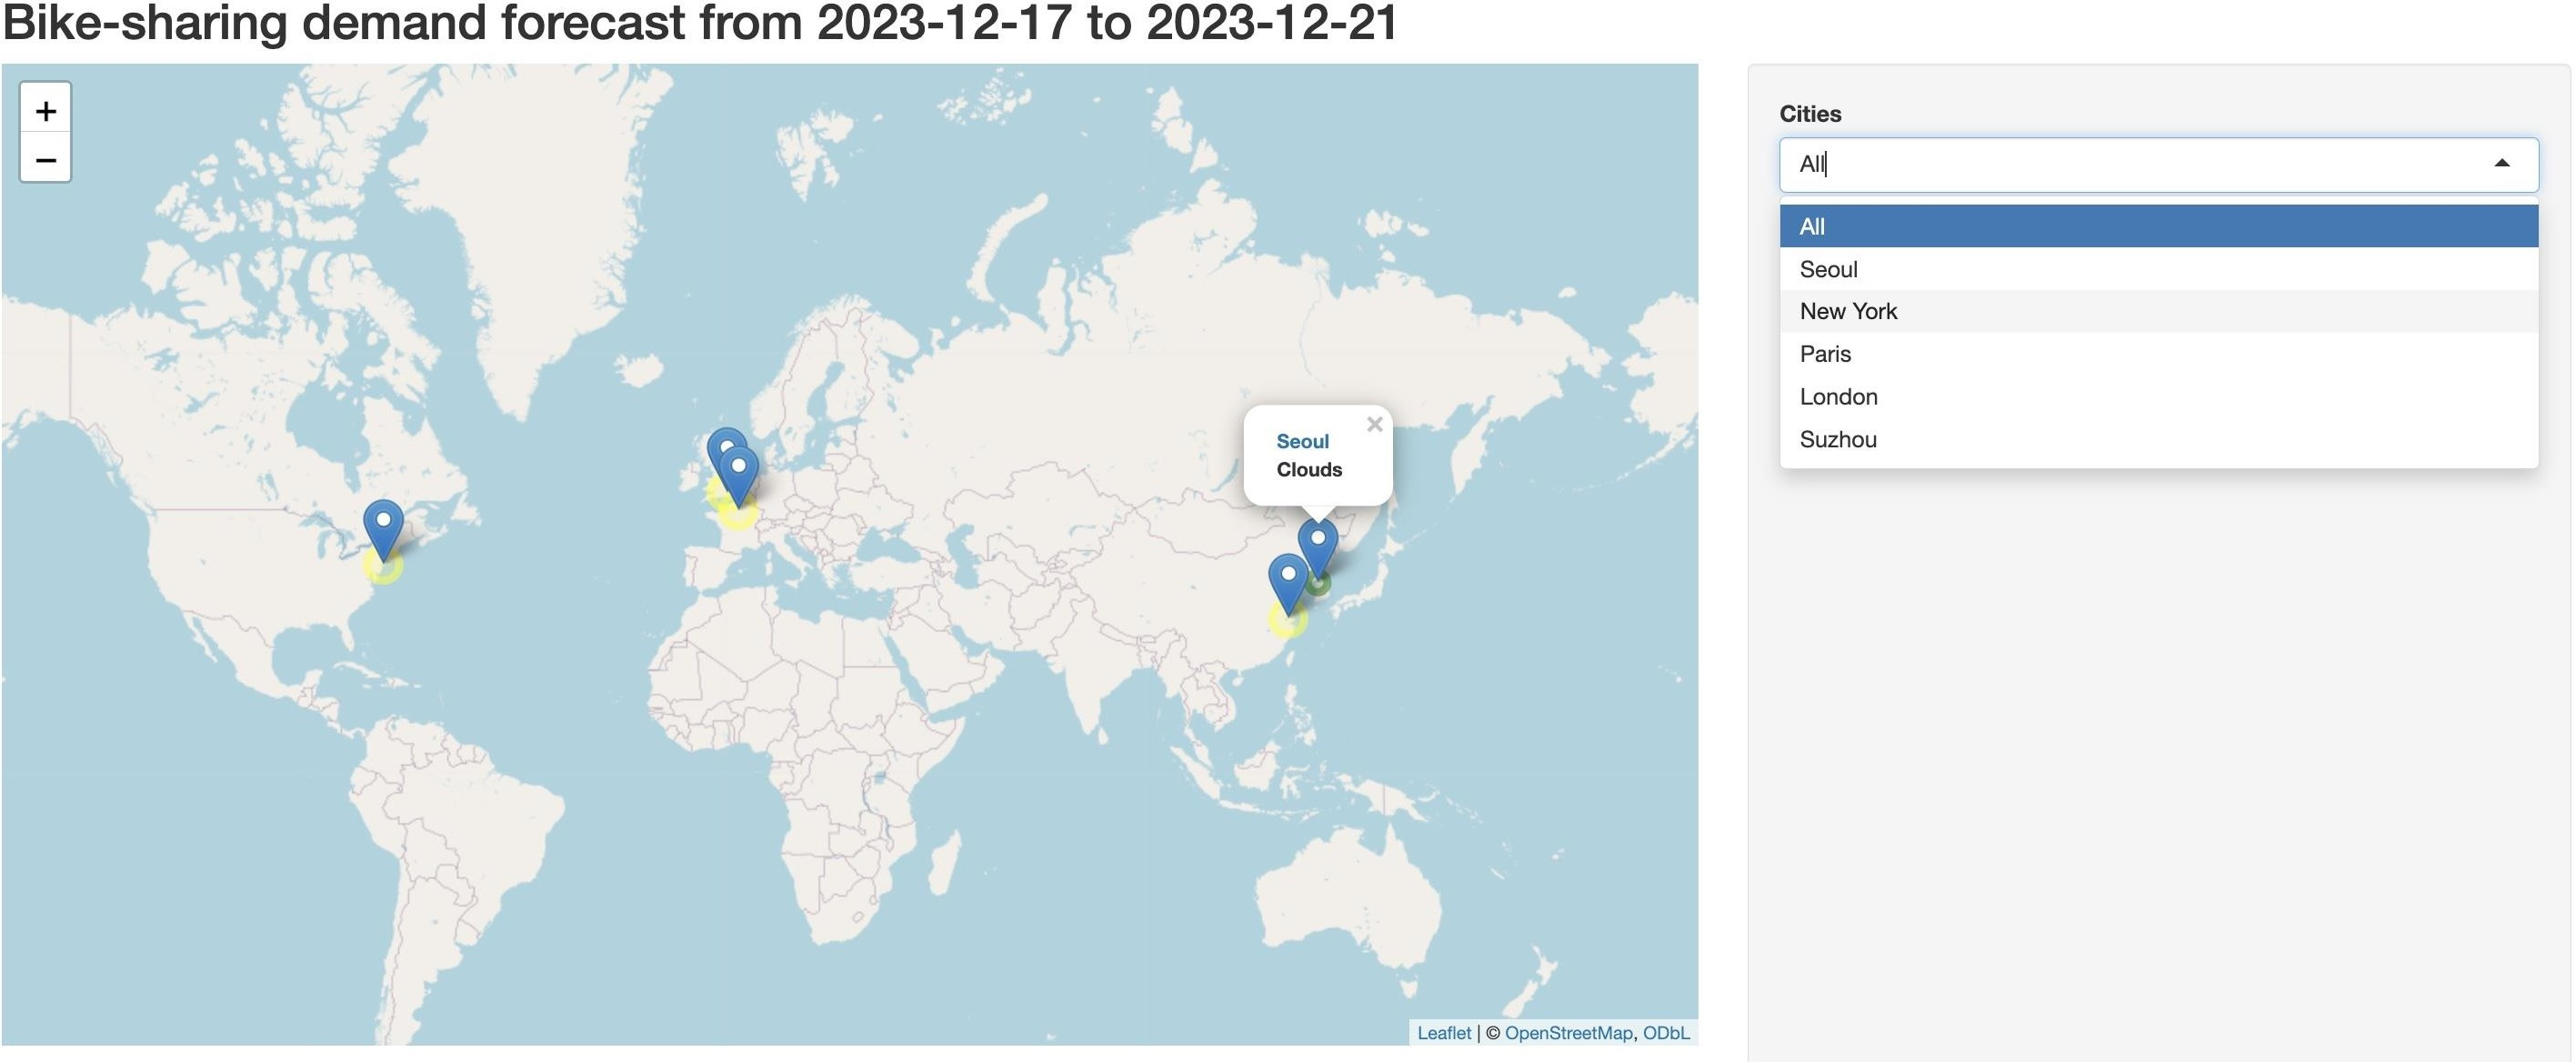 Bike-sharing demand forecast from 2023-12-17 to 2023-12-21
+
−
Seoul
×
Clouds
Leaflet | © OpenStreetMap, ODbL
Cities
All
All
Seoul
New York
Paris
London
Suzhou